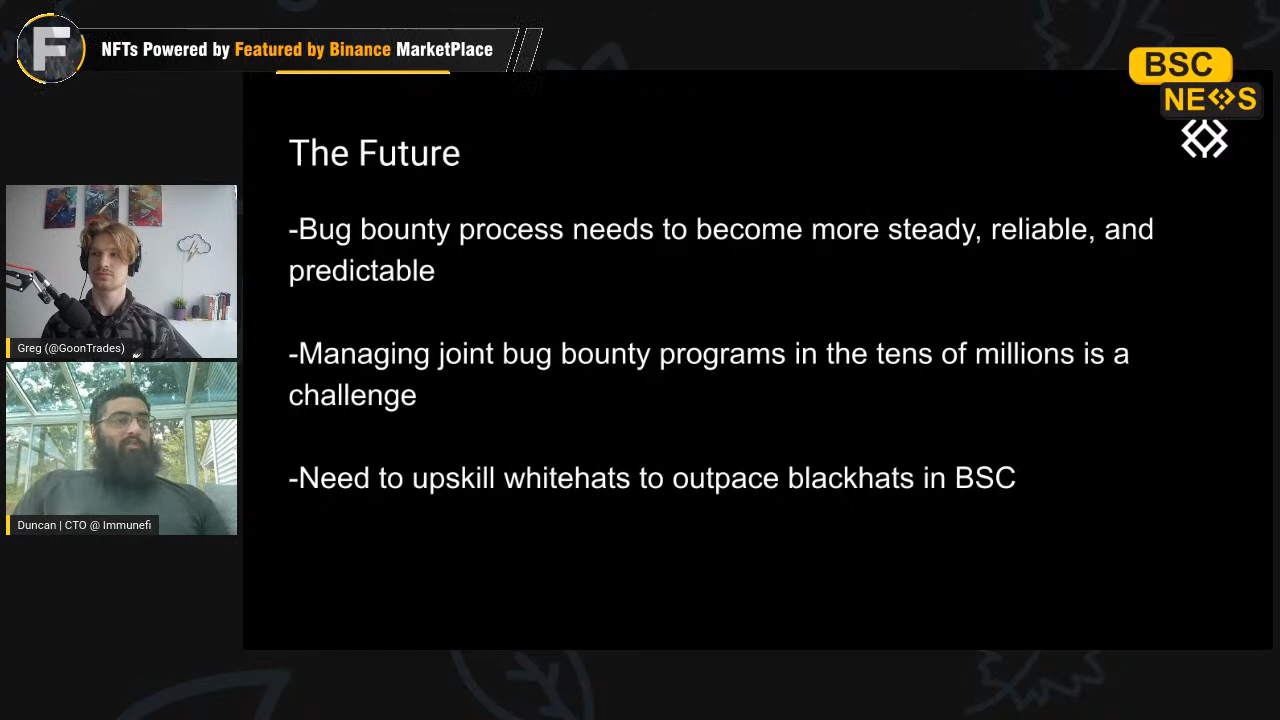 NFTs Powered by Featured by Binance MarketPlace
BSC
NEWS
The Future
-Bug bounty process needs to become more steady, reliable, and
predictable
-Managing joint bug bounty programs in the tens of millions is a
challenge
-Need to upskill whitehats to outpace blackhats in BSC
Greg (@GoonTrades)
Duncan | CTO @ Immunefi